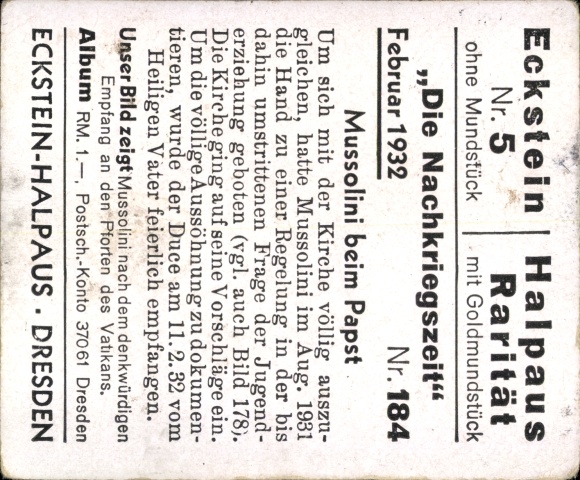 Eckstein | Halpaus
Nr. 5 Rarität
ohne Mundstück mit Goldmundstück
„Die Nachkriegszeit“
Februar 1932 Nr. 184
Mussolini beim Papst
Um sich mit der Kirche völlig auszu-
gleichen, hatte Mussolini im Aug. 1931
die Hand zu einer Regelung in der bis
dahin umstrittenen Frage der Jugend-
erziehung geboten (vgl. auch Bild 178).
Die Kirche ging auf seine Vorschläge ein.
Um die völlige Aussöhnung zu dokumen-
tieren, wurde der Duce am 11. 2. 32 vom
Heiligen Vater feierlich empfangen.
Unser Bild zeigt Mussolini nach dem denkwürdigen
Empfang an den Pforten des Vatikans.
Album RM. 1.—, Postsch.-Konto 37061 Dresden
ECKSTEIN-HALPAUS · DRESDEN